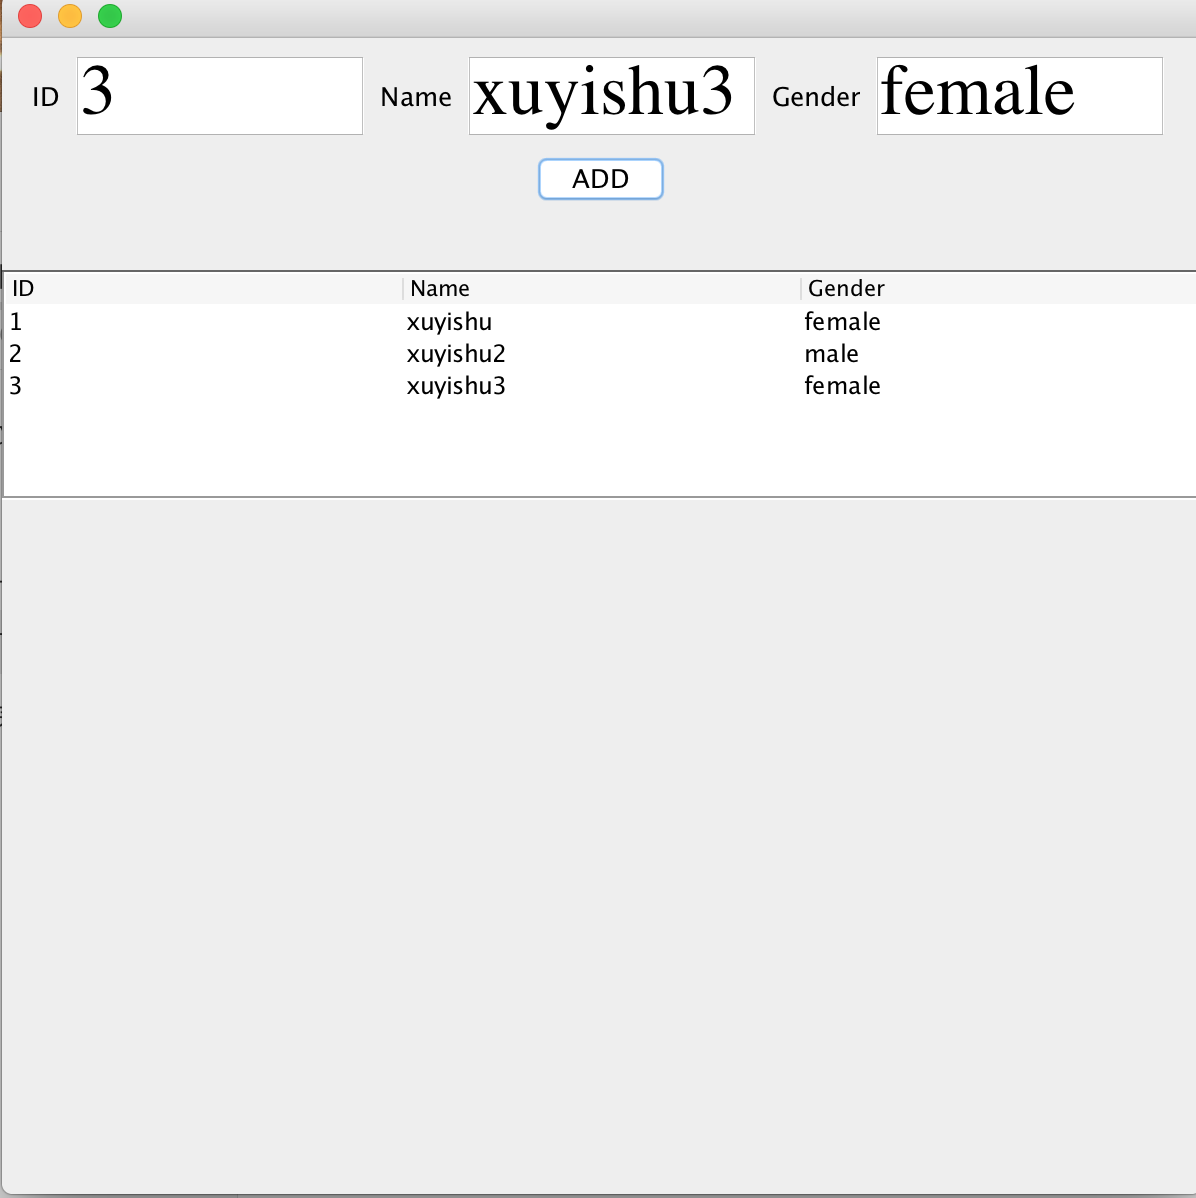 ID 3 Name xuyishu3 Gender female
ADD
ID Name Gender
1 xuyishu female
2 xuyishu2 male
3 xuyishu3 female